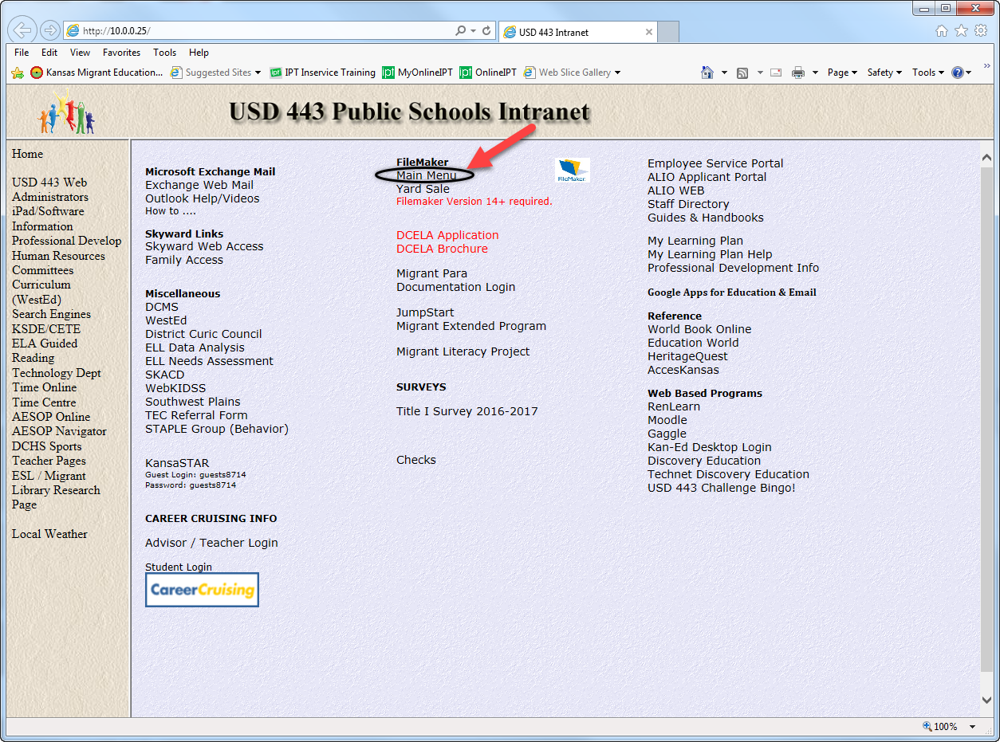 http://10.0.0.25/
USD 443 Intranet
File Edit View Favorites Tools Help
Kansas Migrant Education... Suggested Sites IPT Inservice Training MyOnlineIPT OnlineIPT Web Slice Gallery Page Safety Tools
USD 443 Public Schools Intranet
Home
USD 443 Web
Administrators
iPad/Software
Information
Professional Develop
Human Resources
Committees
Curriculum
(WestEd)
Search Engines
KSDE/CETE
ELA Guided
Reading
Technology Dept
Time Online
Time Centre
AESOP Online
AESOP Navigator
DCHS Sports
Teacher Pages
ESL / Migrant
Library Research
Page
Local Weather
Microsoft Exchange Mail
Exchange Web Mail
Outlook Help/Videos
How to ....
Skyward Links
Skyward Web Access
Family Access
Miscellaneous
DCMS
WestEd
District Curic Council
ELL Data Analysis
ELL Needs Assessment
SKACD
WebKIDSS
Southwest Plains
TEC Referral Form
STAPLE Group (Behavior)
KansaSTAR
Guest Login: guests8714
Password: guests8714
CAREER CRUISING INFO
Advisor / Teacher Login
Student Login
CareerCruising
FileMaker
Main Menu
Yard Sale
Filemaker Version 14+ required.
FileMaker.
DCELA Application
DCELA Brochure
Migrant Para
Documentation Login
JumpStart
Migrant Extended Program
Migrant Literacy Project
SURVEYS
Title I Survey 2016-2017
Checks
Employee Service Portal
ALIO Applicant Portal
ALIO WEB
Staff Directory
Guides & Handbooks
My Learning Plan
My Learning Plan Help
Professional Development Info
Google Apps for Education & Email
Reference
World Book Online
Education World
HeritageQuest
AccesKansas
Web Based Programs
RenLearn
Moodle
Gaggle
Kan-Ed Desktop Login
Discovery Education
Technet Discovery Education
USD 443 Challenge Bingo!
100%